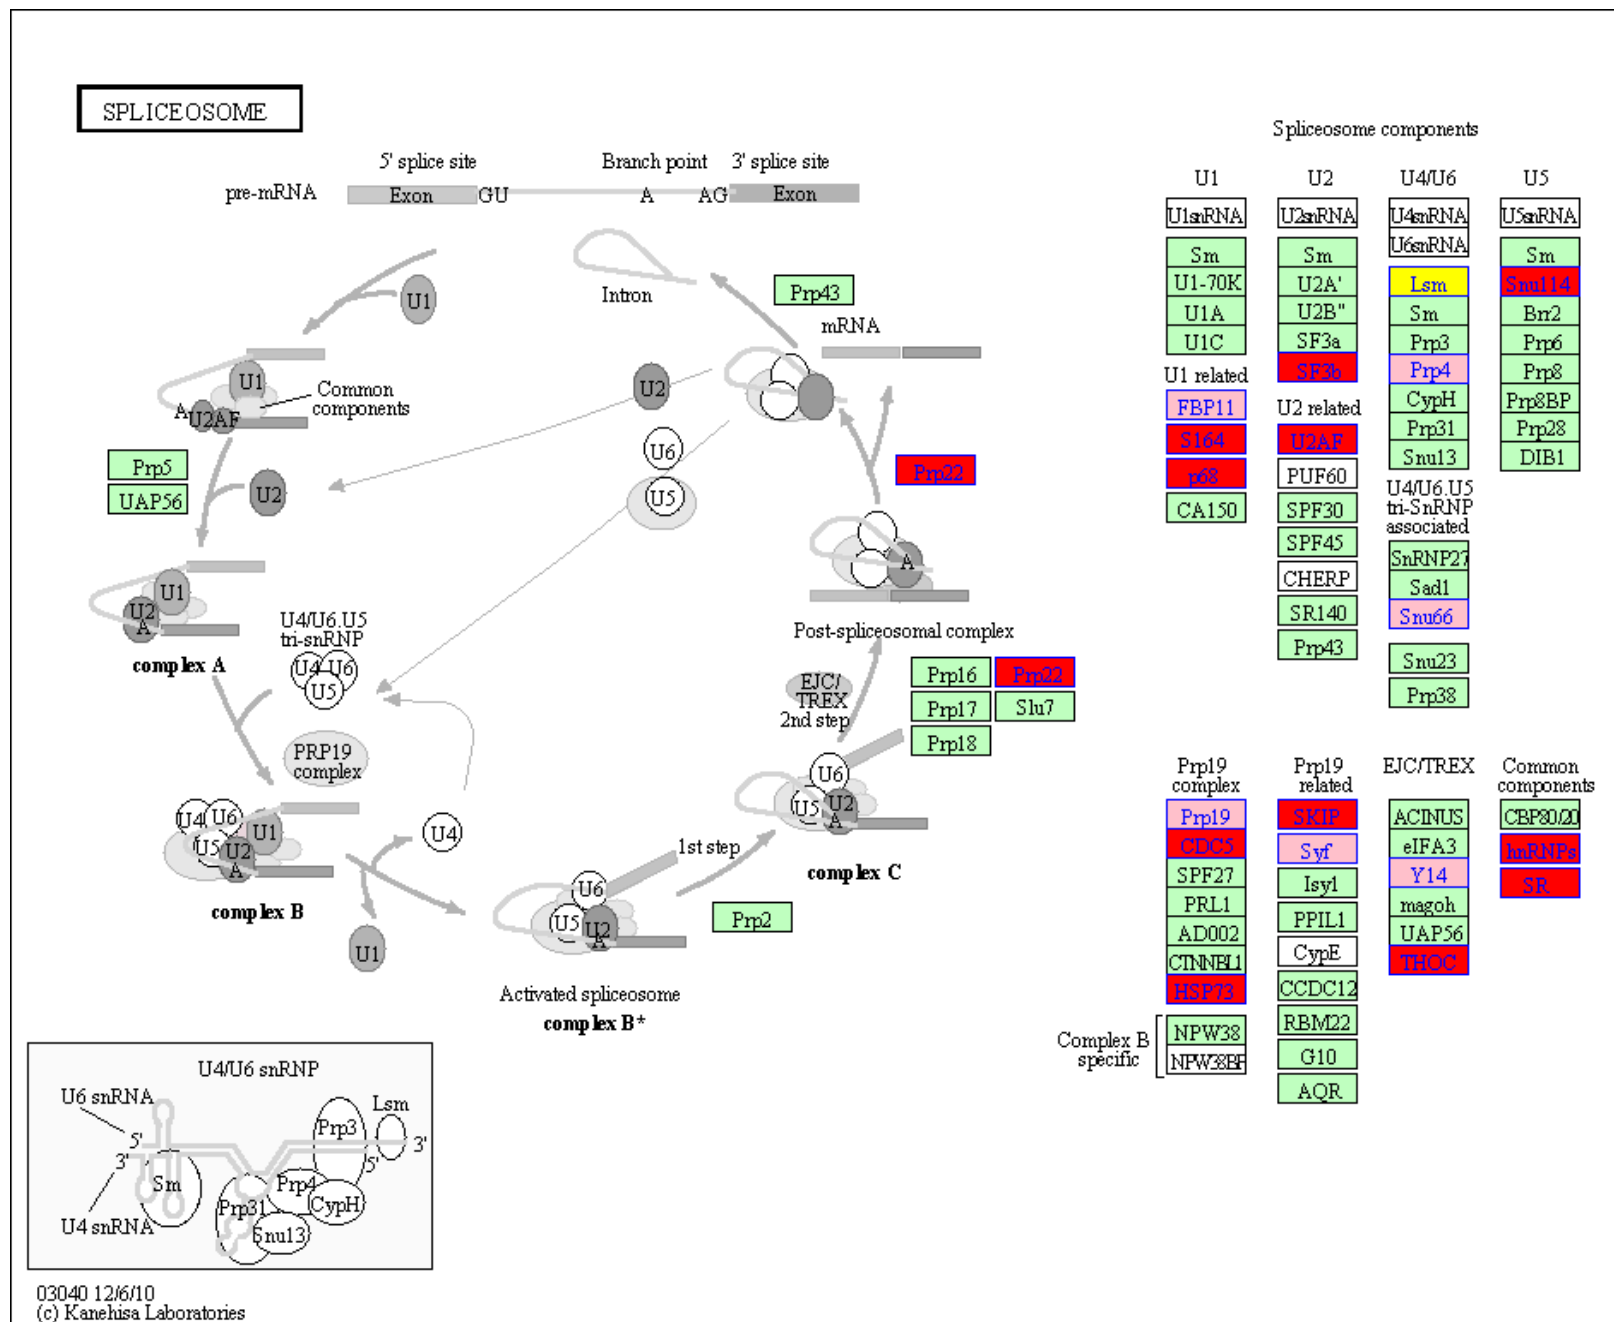 SPLICEOSOME
5' splice site
Branch point
3' splice site
pre-mRNA
Exon
GU
A
AG
Exon
U1
Intron
Prp43
mRNA
U1
Common
components
A
U2AF
U2
U6
U5
Prp5
UAP56
U2
Prp22
A
U1
U2
A
complex A
U4/U6.U5
tri-snRNP
U4
U6
U5
Post-spliceosomal complex
EJC/
TREX
2nd step
Prp16
Prp22
Prp17
Slu7
Prp18
PRP19
complex
U4
U6
U1
U5
U2
A
complex B
U4
U1
U6
U5
U2
A
complex C
1st step
U6
U5
U2
A
Prp2
Activated spliceosome
complex B*
U4/U6 snRNP
U6 snRNA
5'
3'
U4 snRNA
Sm
Prp3
Lsm
3'
5'
Prp4
Prp31
CypH
Snu13
03040 12/6/10
(c) Kanehisa Laboratories
Spliceosome components
U1
U1snRNA
Sm
U1-70K
U1A
U1C
U1 related
FBP11
S164
p68
CA150
U2
U2snRNA
Sm
U2A'
U2B"
SF3a
SF3b
U2 related
U2AF
PUF60
SPF30
SPF45
CHERP
SR140
Prp43
U4/U6
U4snRNA
U6snRNA
Lsm
Sm
Prp3
Prp4
CypH
Prp31
Snu13
U4/U6.U5
tri-SnRNP
associated
SnRNP27
Sad1
Snu66
Snu23
Prp38
U5
U5snRNA
Sm
Snu114
Brr2
Prp6
Prp8
Prp8BP
Prp28
DIB1
Prp19
complex
Prp19
CDC5
SPF27
PRL1
AD002
CTNNBL1
HSP73
Complex B
specific
NPW38
NPW38BP
Prp19
related
SKIP
Syf
Isy1
PPIL1
CypE
CCDC12
RBM22
G10
AQR
EJC/TREX
ACINUS
eIFA3
Y14
magoh
UAP56
THOC
Common
components
CBP80/20
hnRNPs
SR